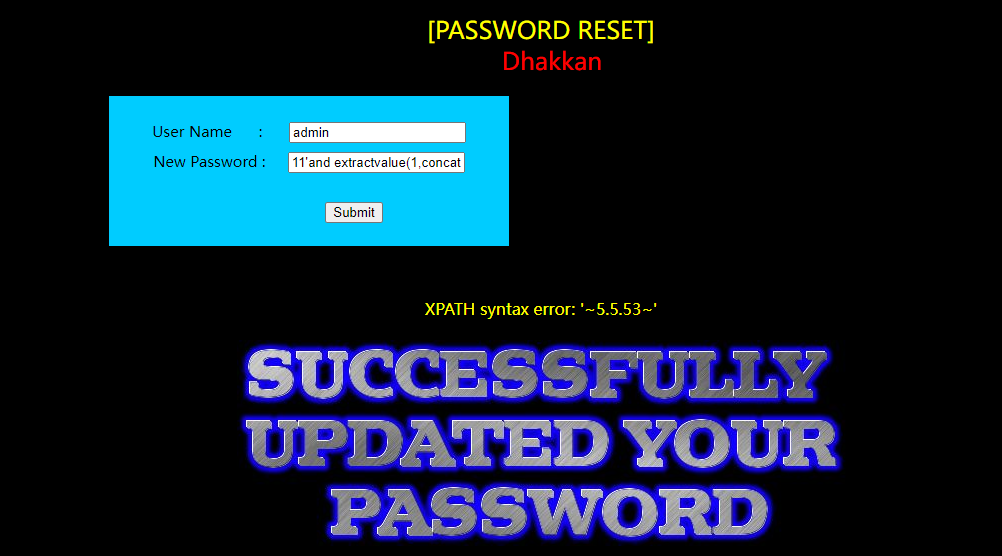 [PASSWORD RESET]
Dhakkan
User Name :
admin
New Password :
11'and extractvalue(1,concat
Submit
XPATH syntax error: '~5.5.53~'
SUCCESSFULLY
UPDATED YOUR
PASSWORD